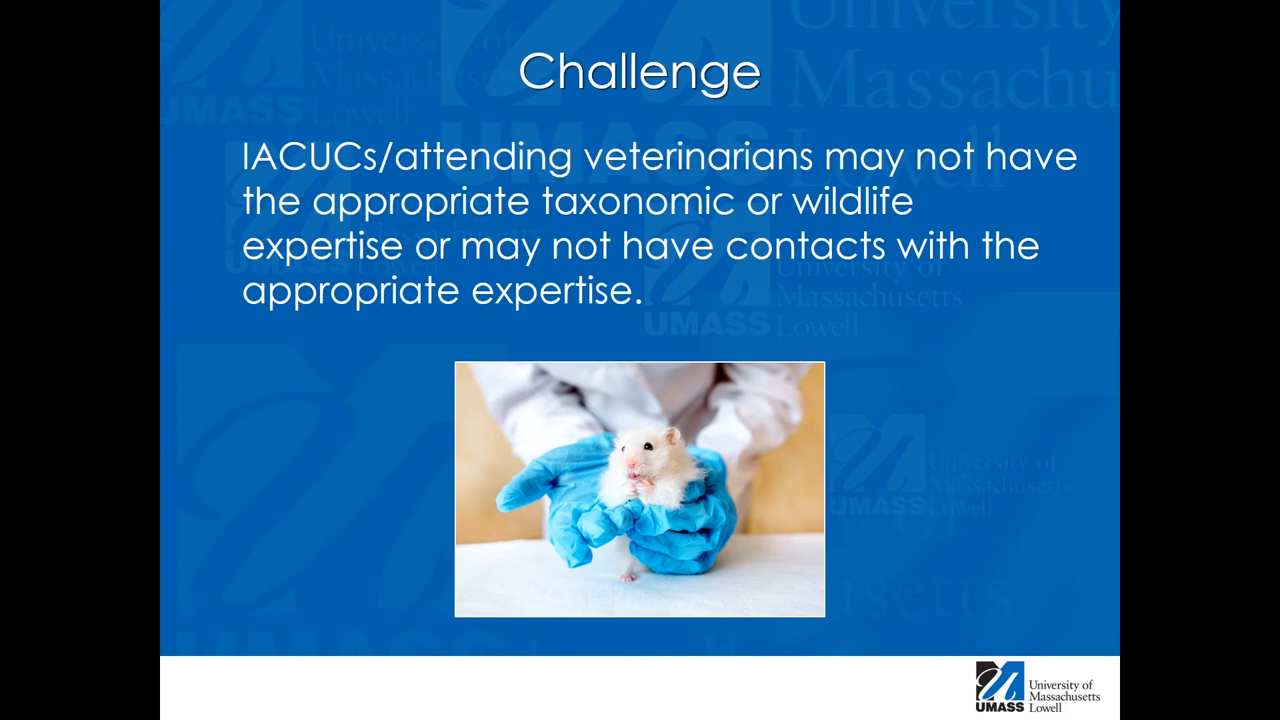 Challenge
IACUCs/attending veterinarians may not have
the appropriate taxonomic or wildlife
expertise or may not have contacts with the
appropriate expertise.
University of
Massachusetts
Lowell
UMASS